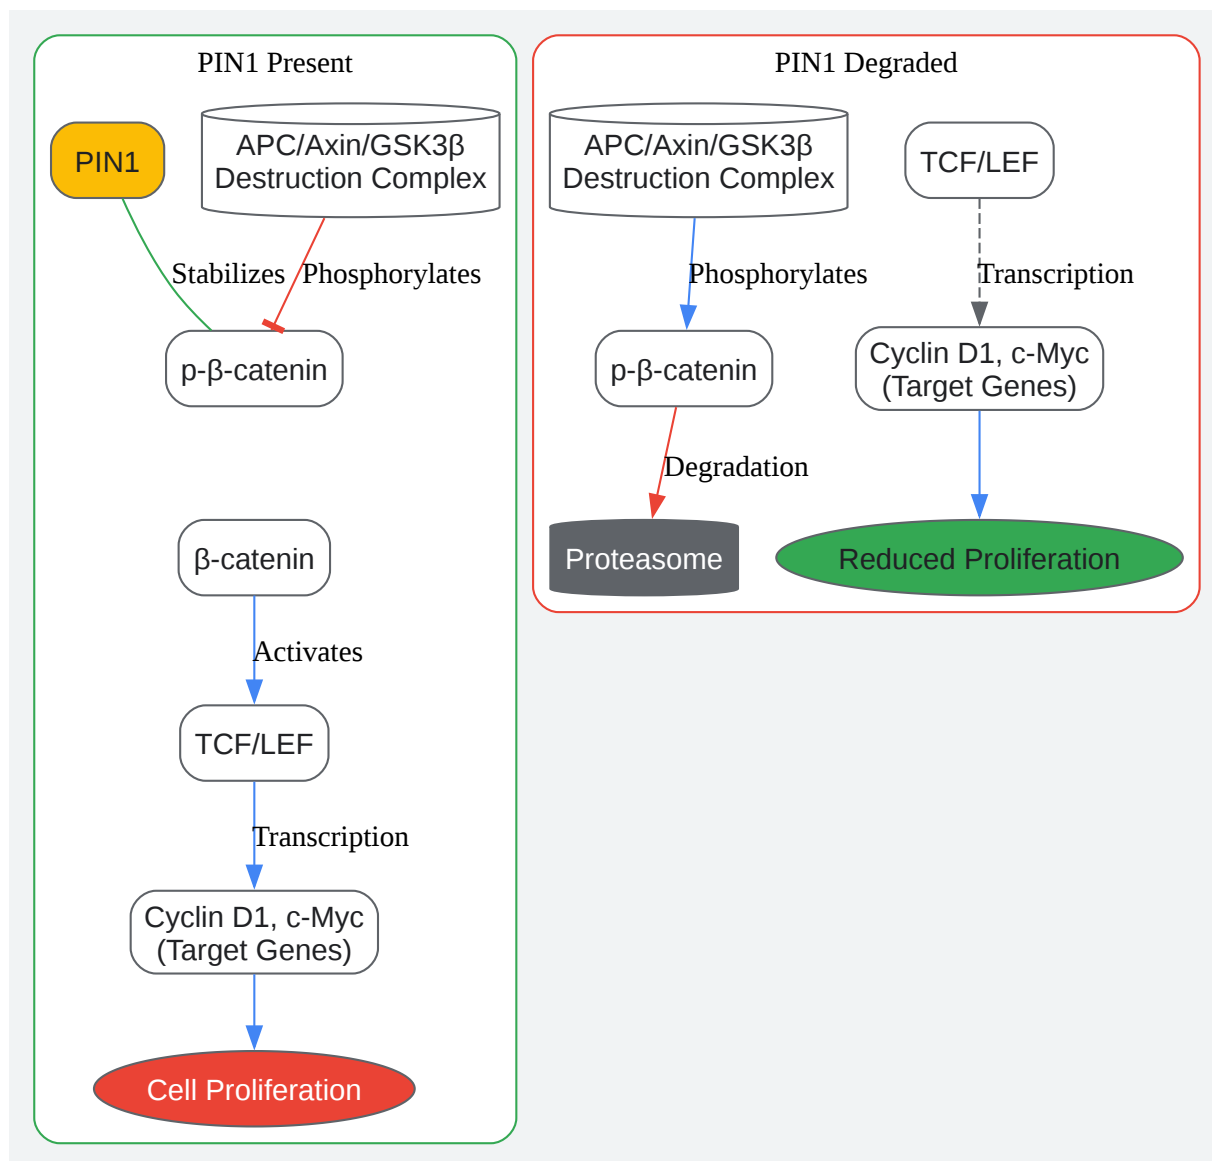 PIN1 Present
PIN1
APC/Axin/GSK3β
Destruction Complex
Stabilizes
Phosphorylates
p-β-catenin
β-catenin
Activates
TCF/LEF
Transcription
Cyclin D1, c-Myc
(Target Genes)
Cell Proliferation
PIN1 Degraded
APC/Axin/GSK3β
Destruction Complex
TCF/LEF
Phosphorylates
Transcription
p-β-catenin
Cyclin D1, c-Myc
(Target Genes)
Degradation
Proteasome
Reduced Proliferation